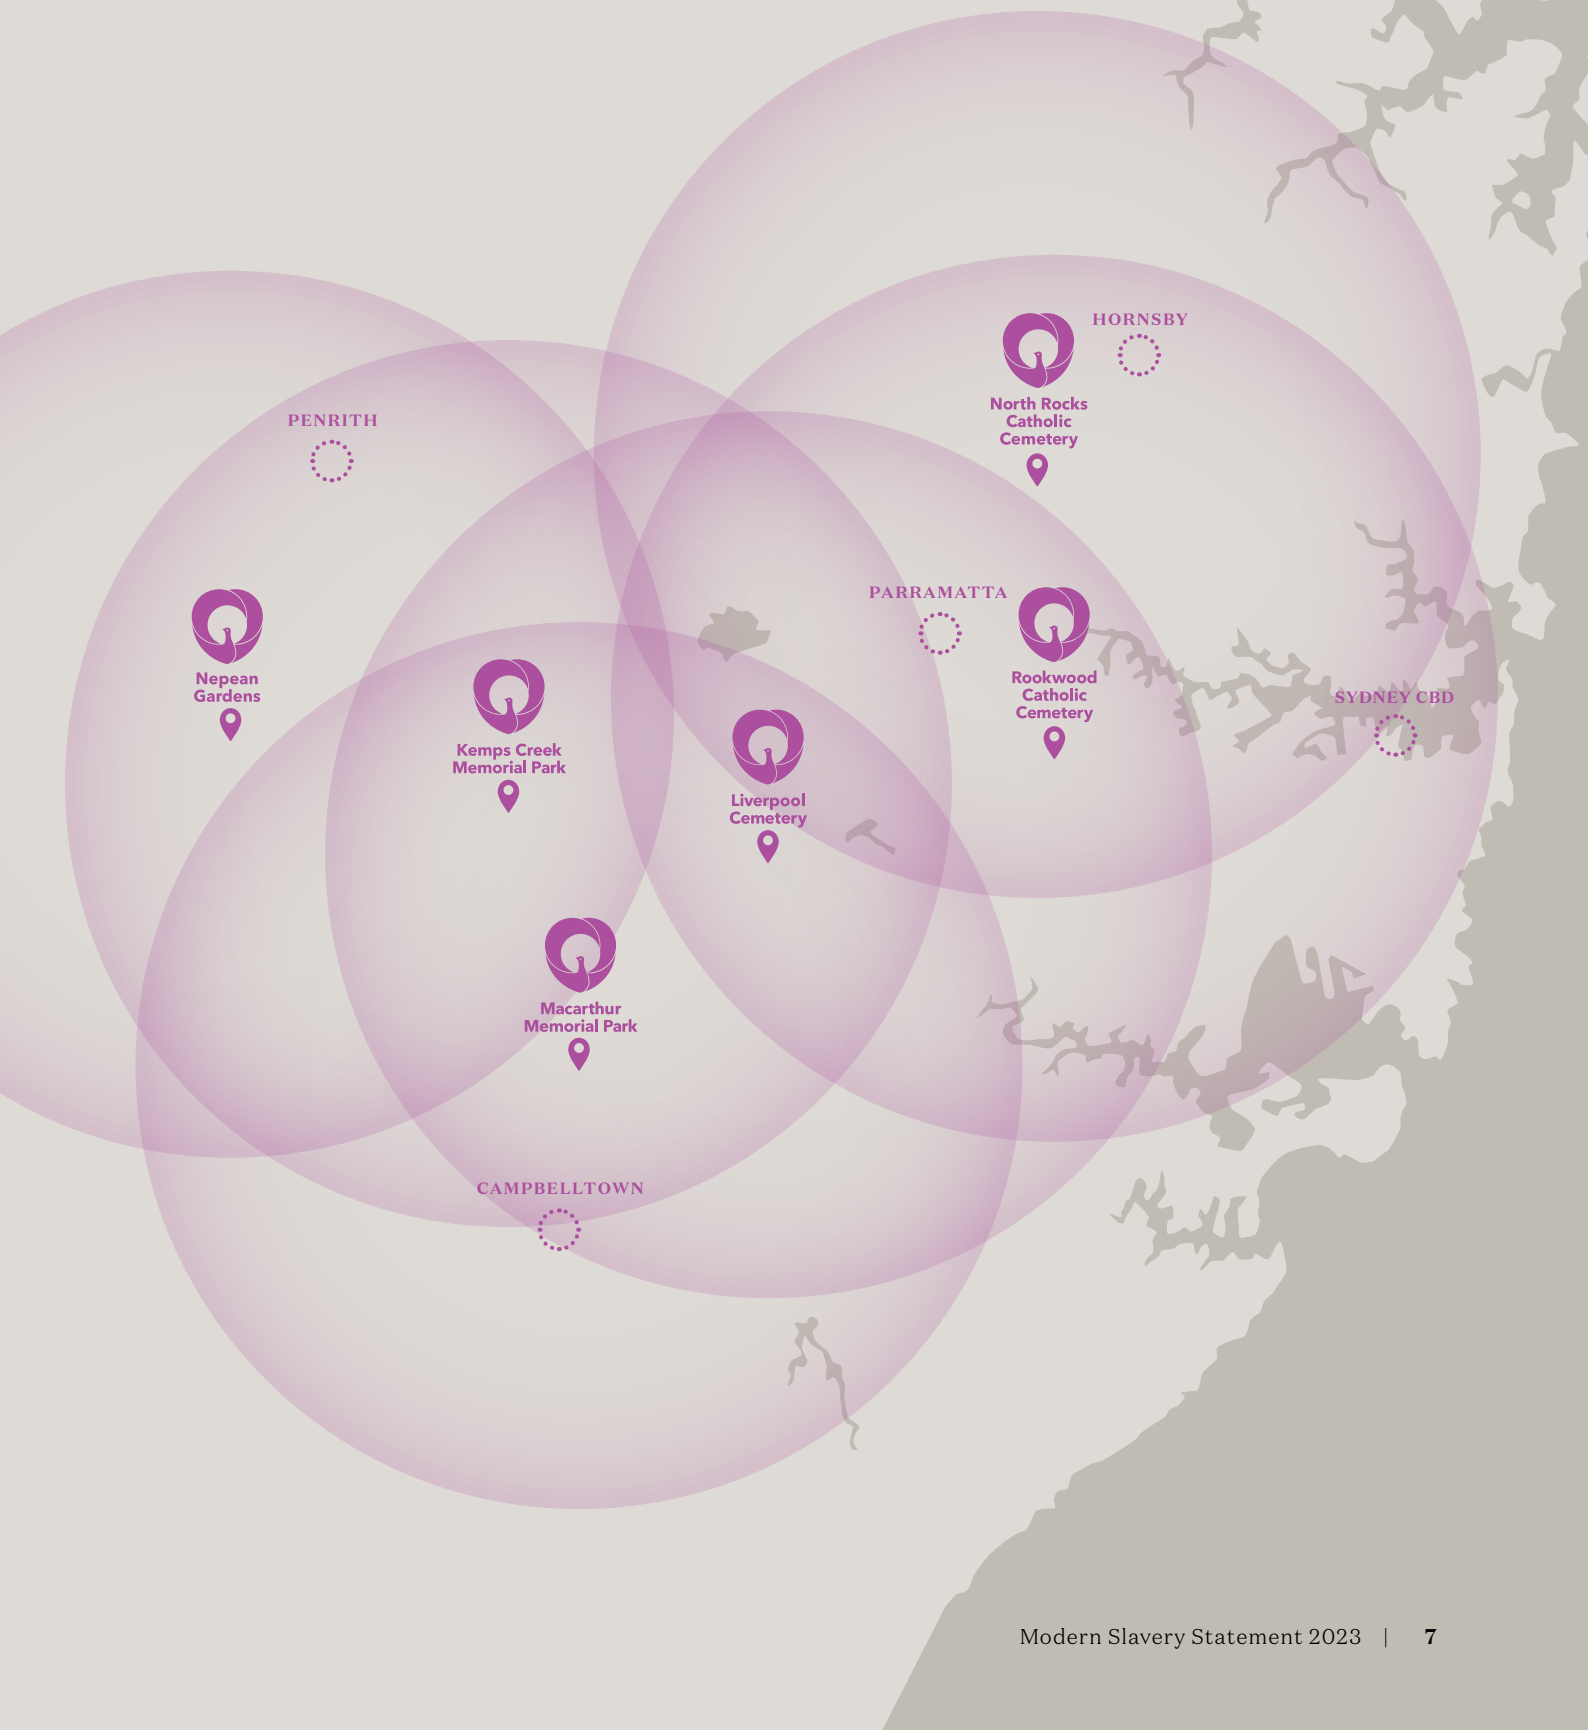 HORNSBY
North Rocks
Catholic
Cemetery
PENRITH
PARRAMATTA
Nepean
Gardens
Rookwood
Catholic
Cemetery
SYDNEY CBD
Kemps Creek
Memorial Park
Liverpool
Cemetery
Macarthur
Memorial Park
CAMPBELLTOWN
Modern Slavery Statement 2023 | 7